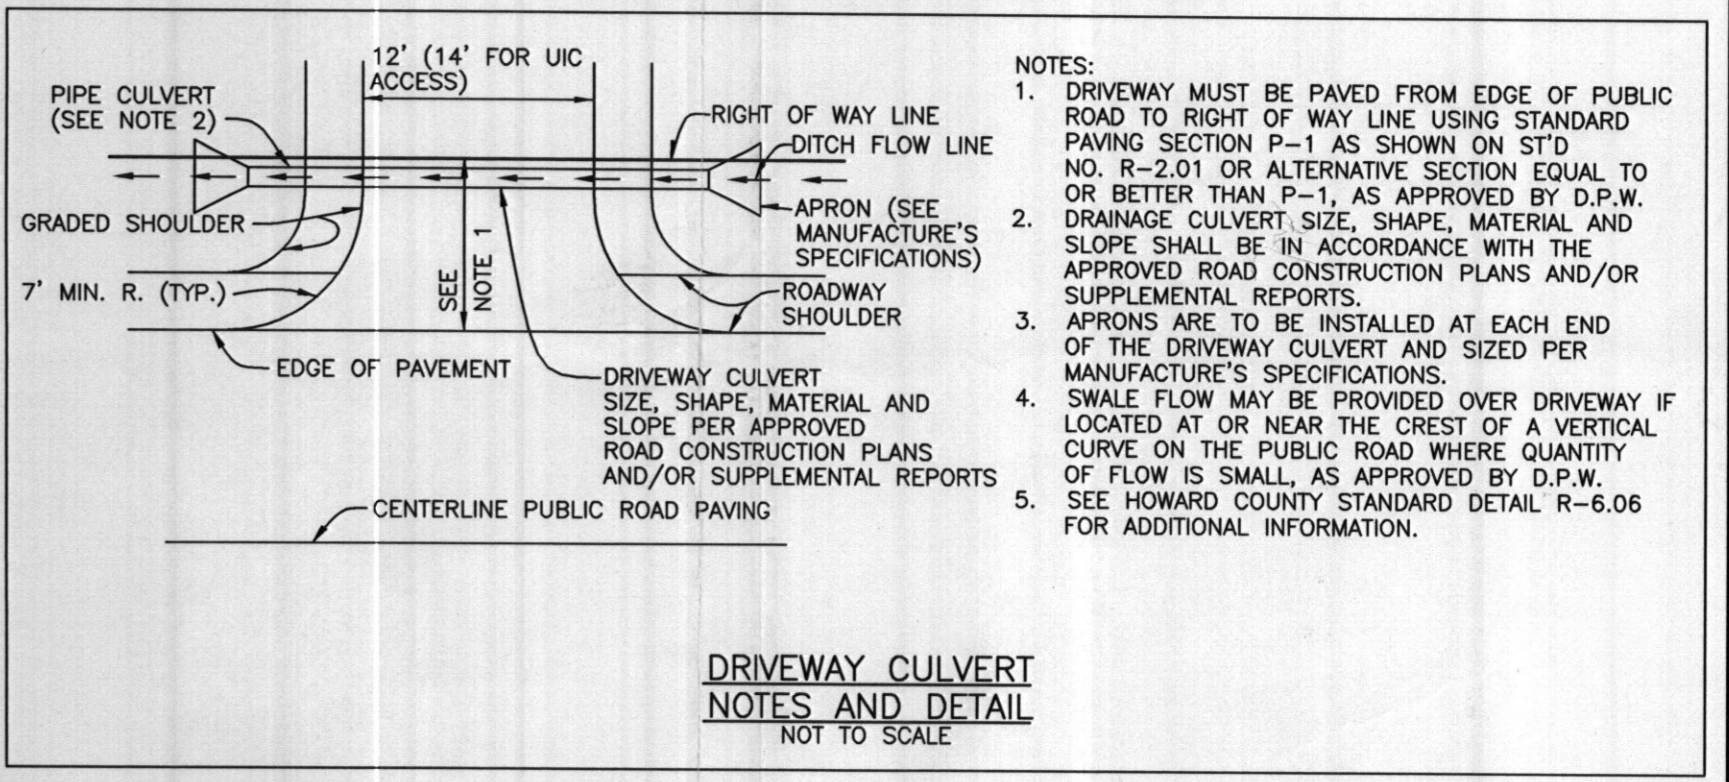 12' (14' FOR UIC
ACCESS)
PIPE CULVERT
(SEE NOTE 2)
RIGHT OF WAY LINE
DITCH FLOW LINE
GRADED SHOULDER
APRON (SEE
MANUFACTURE'S
SPECIFICATIONS)
SEE
NOTE 1
7' MIN. R. (TYP.)
ROADWAY
SHOULDER
EDGE OF PAVEMENT
DRIVEWAY CULVERT
SIZE, SHAPE, MATERIAL AND
SLOPE PER APPROVED
ROAD CONSTRUCTION PLANS
AND/OR SUPPLEMENTAL REPORTS
CENTERLINE PUBLIC ROAD PAVING
NOTES:
1. DRIVEWAY MUST BE PAVED FROM EDGE OF PUBLIC
ROAD TO RIGHT OF WAY LINE USING STANDARD
PAVING SECTION P-1 AS SHOWN ON ST'D
NO. R-2.01 OR ALTERNATIVE SECTION EQUAL TO
OR BETTER THAN P-1, AS APPROVED BY D.P.W.
2. DRAINAGE CULVERT SIZE, SHAPE, MATERIAL AND
SLOPE SHALL BE IN ACCORDANCE WITH THE
APPROVED ROAD CONSTRUCTION PLANS AND/OR
SUPPLEMENTAL REPORTS.
3. APRONS ARE TO BE INSTALLED AT EACH END
OF THE DRIVEWAY CULVERT AND SIZED PER
MANUFACTURE'S SPECIFICATIONS.
4. SWALE FLOW MAY BE PROVIDED OVER DRIVEWAY IF
LOCATED AT OR NEAR THE CREST OF A VERTICAL
CURVE ON THE PUBLIC ROAD WHERE QUANTITY
OF FLOW IS SMALL, AS APPROVED BY D.P.W.
5. SEE HOWARD COUNTY STANDARD DETAIL R-6.06
FOR ADDITIONAL INFORMATION.
DRIVEWAY CULVERT
NOTES AND DETAIL
NOT TO SCALE